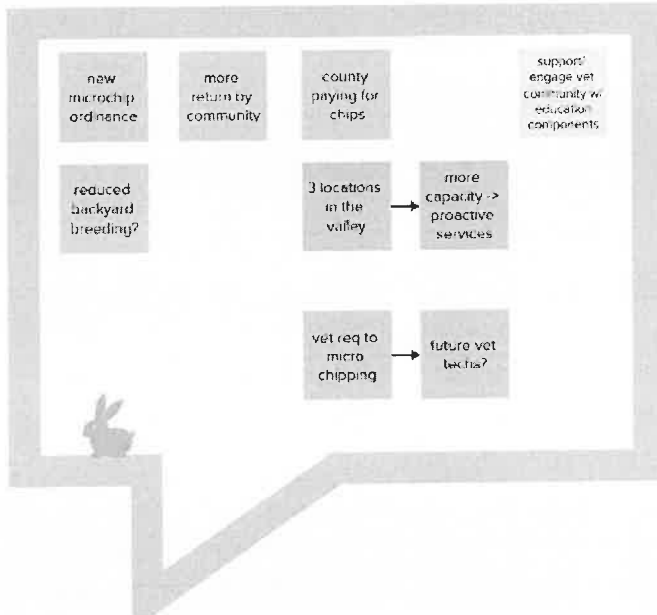 new
microchip
ordinance
more
return by
community
county
paying for
chips
support/
engage vet
community w/
education
components
reduced
backyard
breeding?
3 locations
in the
valley
more
capacity ->
proactive
services
vet req to
micro
chipping
future vet
techs?